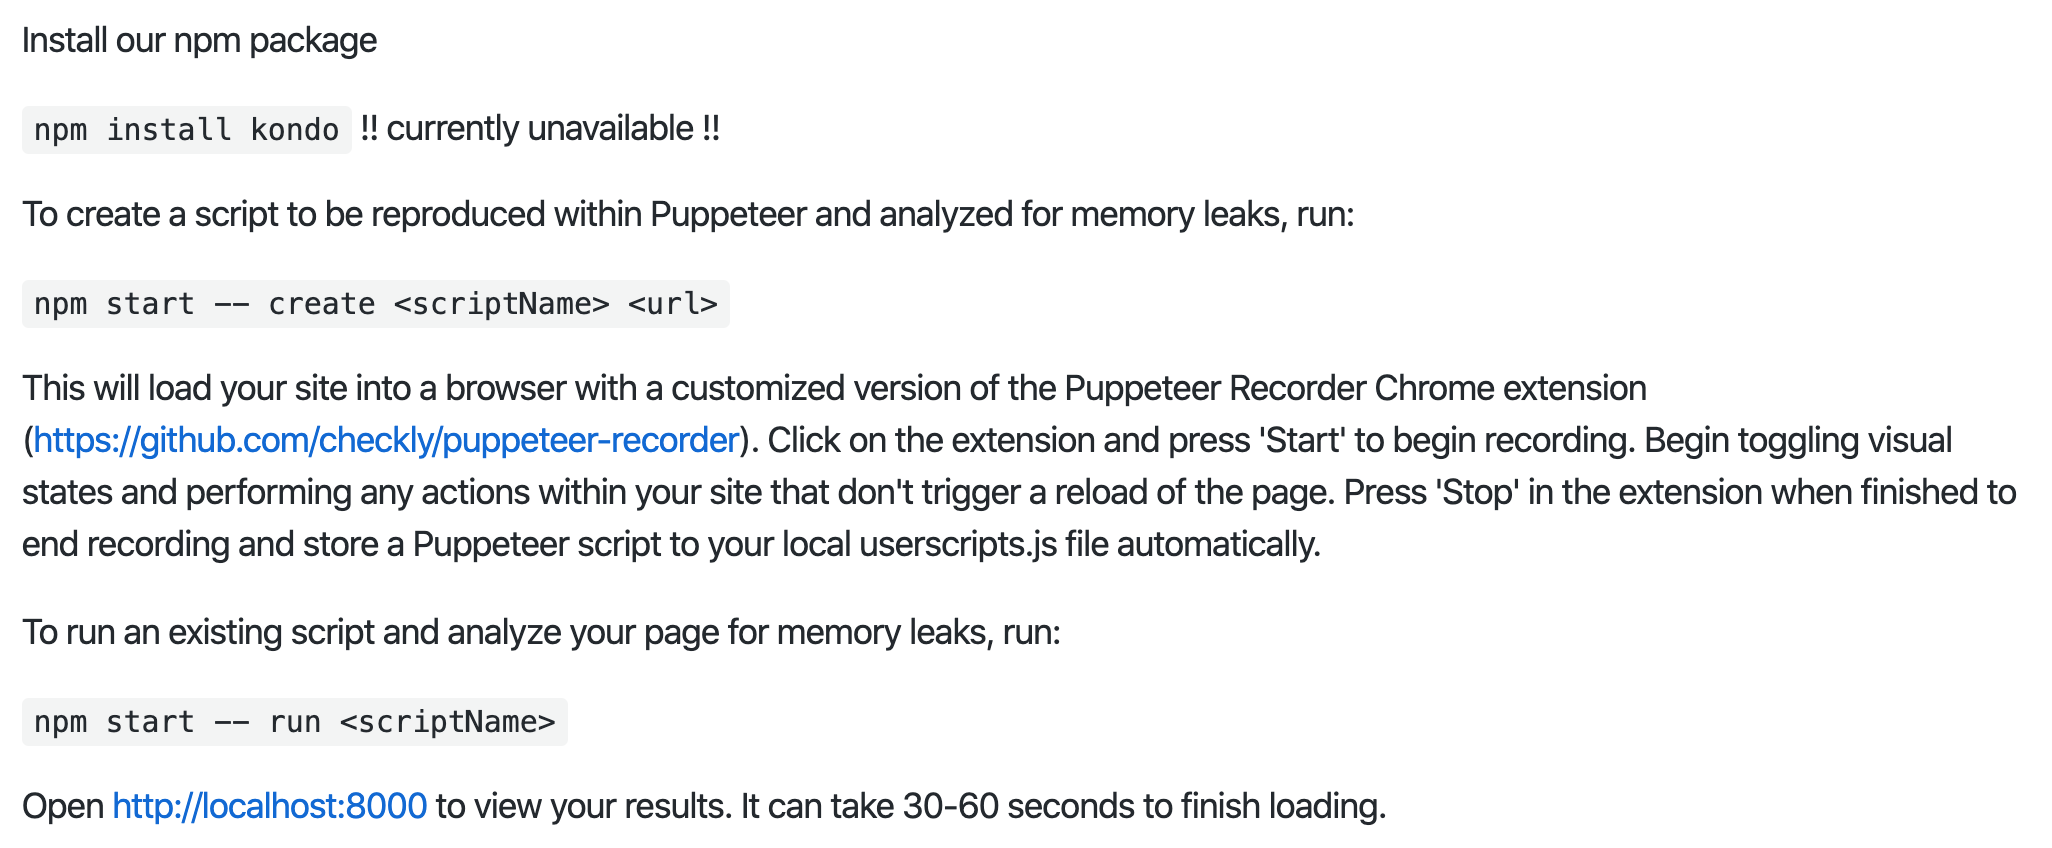 Install our npm package
npm install kondo !! currently unavailable !!
To create a script to be reproduced within Puppeteer and analyzed for memory leaks, run:
npm start -- create <scriptName> <url>
This will load your site into a browser with a customized version of the Puppeteer Recorder Chrome extension
(https://github.com/checkly/puppeteer-recorder). Click on the extension and press 'Start' to begin recording. Begin toggling visual
states and performing any actions within your site that don't trigger a reload of the page. Press 'Stop' in the extension when finished to
end recording and store a Puppeteer script to your local userscripts.js file automatically.
To run an existing script and analyze your page for memory leaks, run:
npm start -- run <scriptName>
Open http://localhost:8000 to view your results. It can take 30-60 seconds to finish loading.